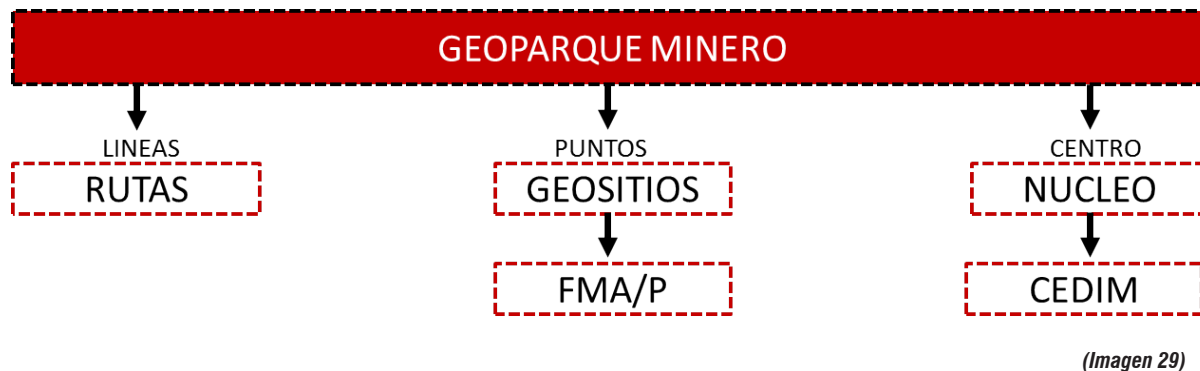 GEOPARQUE MINERO
LINEAS
RUTAS
PUNTOS
GEOSITIOS
FMA/P
CENTRO
NUCLEO
CEDIM
(Imagen 29)